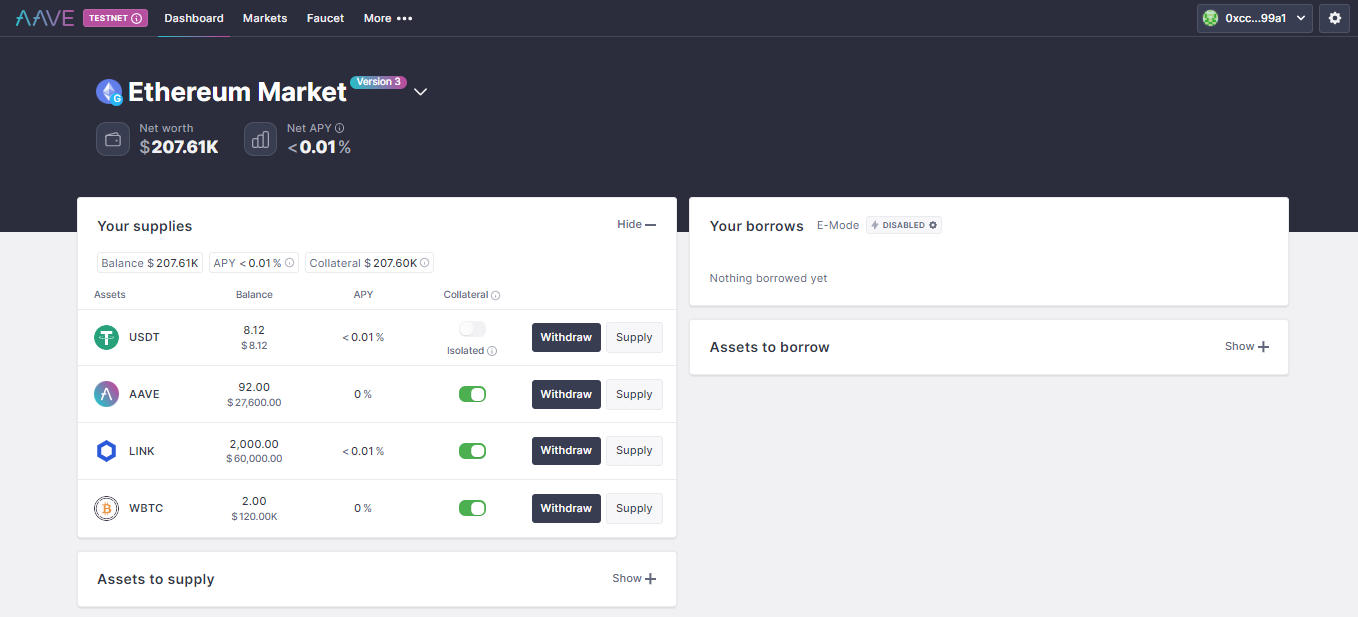 AAVE TESTNET Dashboard Markets Faucet More 0xcc...99a1
Ethereum Market Version 3
Net worth Net APY
$207.61K <0.01%
Your supplies Hide
Balance $207.61K APY <0.01% Collateral $207.60K
Assets Balance APY Collateral
USDT 8.12 <0.01% Withdraw Supply
$8.12 Isolated
AAVE 92.00 0% Withdraw Supply
$27,600.00
LINK 2,000.00 <0.01% Withdraw Supply
$60,000.00
WBTC 2.00 0% Withdraw Supply
$120.00K
Assets to supply Show
Your borrows E-Mode DISABLED
Nothing borrowed yet
Assets to borrow Show